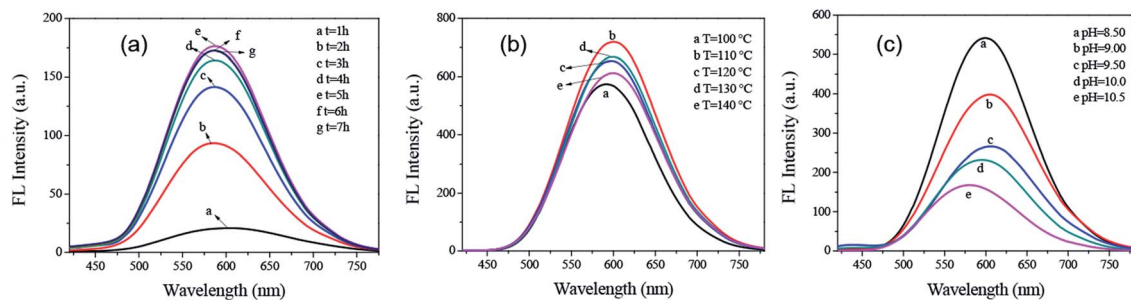 200
150
100
50
0
FL Intensity (a.u.)
(a)
e
f
d
g
c
b
a
a t=1h
b t=2h
c t=3h
d t=4h
e t=5h
f t=6h
g t=7h
450 500 550 600 650 700 750
Wavelength (nm)
800
600
400
200
0
FL Intensity (a.u.)
(b)
b
d
c
e
a
a T=100 °C
b T=110 °C
c T=120 °C
d T=130 °C
e T=140 °C
450 500 550 600 650 700 750
Wavelength (nm)
600
500
400
300
200
100
0
FL Intensity (a.u.)
(c)
a
b
c
d
e
a pH=8.50
b pH=9.00
c pH=9.50
d pH=10.0
e pH=10.5
450 500 550 600 650 700 750
Wavelength (nm)